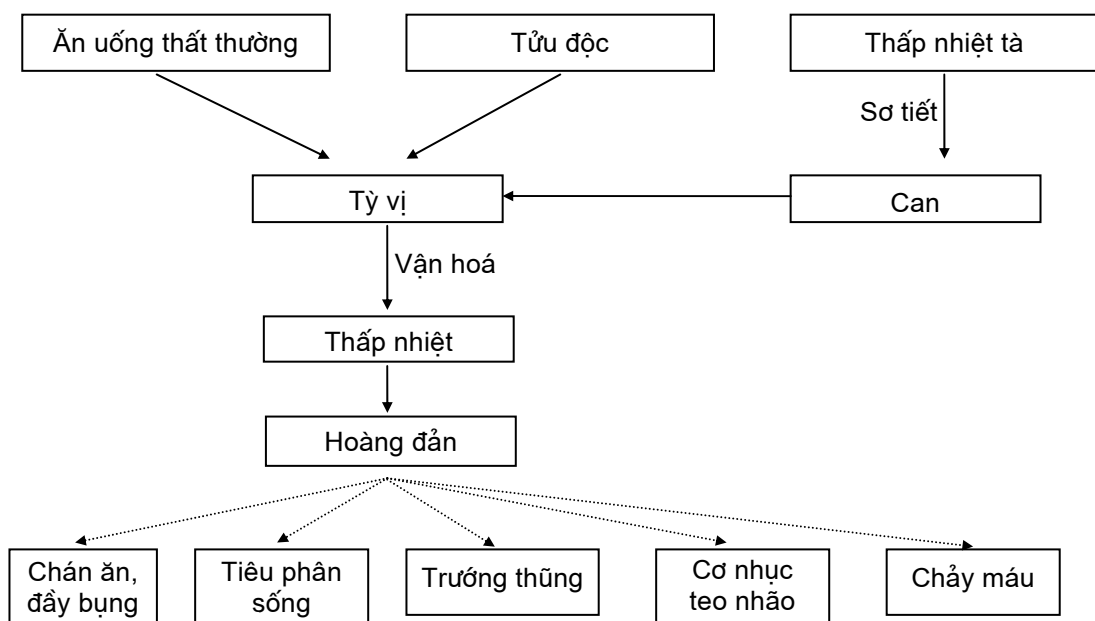 Ăn uống thất thường
Tửu độc
Thấp nhiệt tà
Sơ tiết
Tỳ vị
Can
Vận hoá
Thấp nhiệt
Hoàng đản
Chán ăn,
đầy bụng
Tiêu phân
sống
Trướng thũng
Cơ nhục
teo nhão
Chảy máu